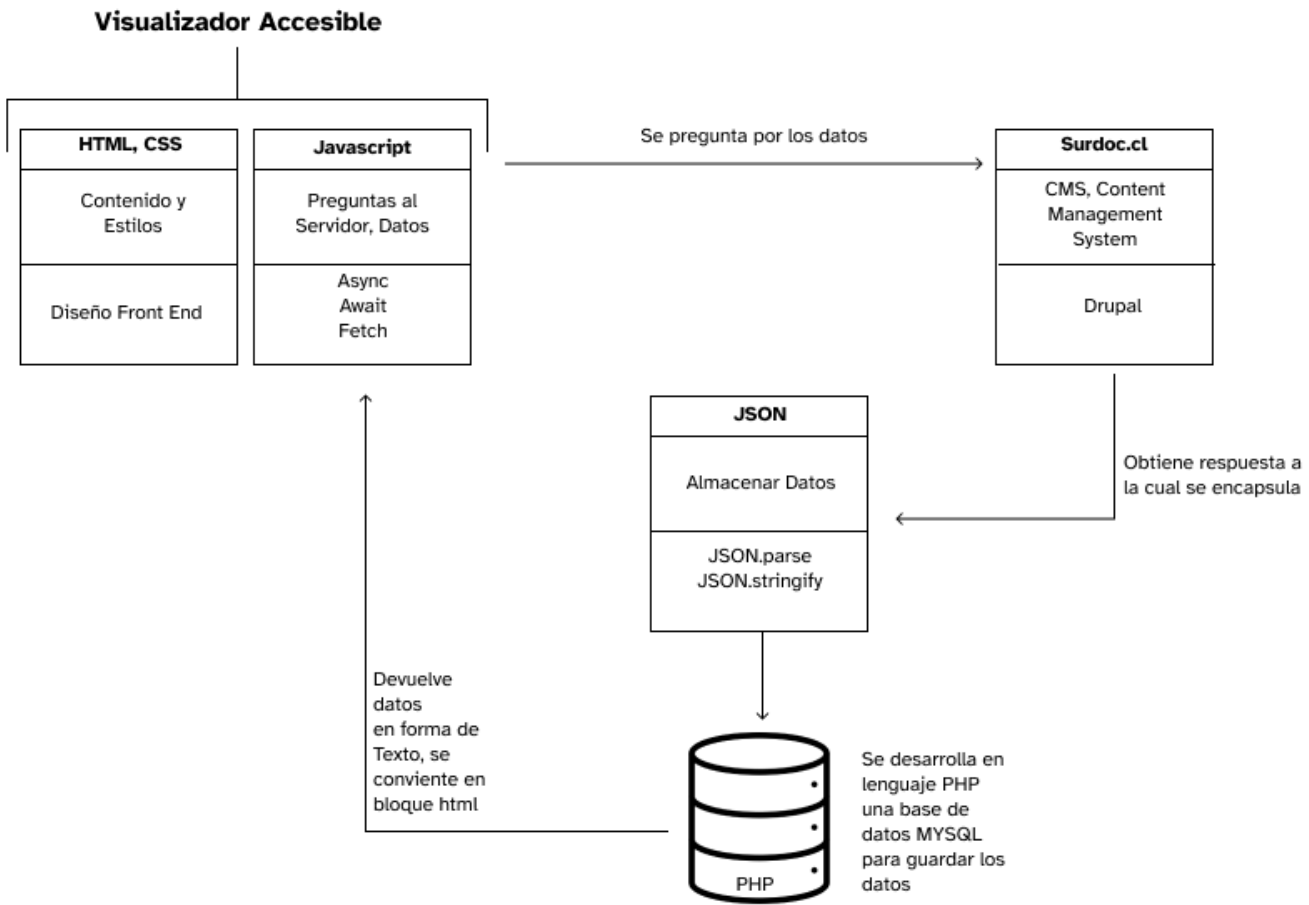 Visualizador Accesible
HTML, CSS
Contenido y
Estilos
Diseño Front End
Javascript
Preguntas al
Servidor, Datos
Async
Await
Fetch
Se pregunta por los datos
Surdoc.cl
CMS, Content
Management
System
Drupal
Obtiene respuesta a
la cual se encapsula
JSON
Almacenar Datos
JSON.parse
JSON.stringify
PHP
Se desarrolla en
lenguaje PHP
una base de
datos MYSQL
para guardar los
datos
Devuelve
datos
en forma de
Texto, se
conviente en
bloque html